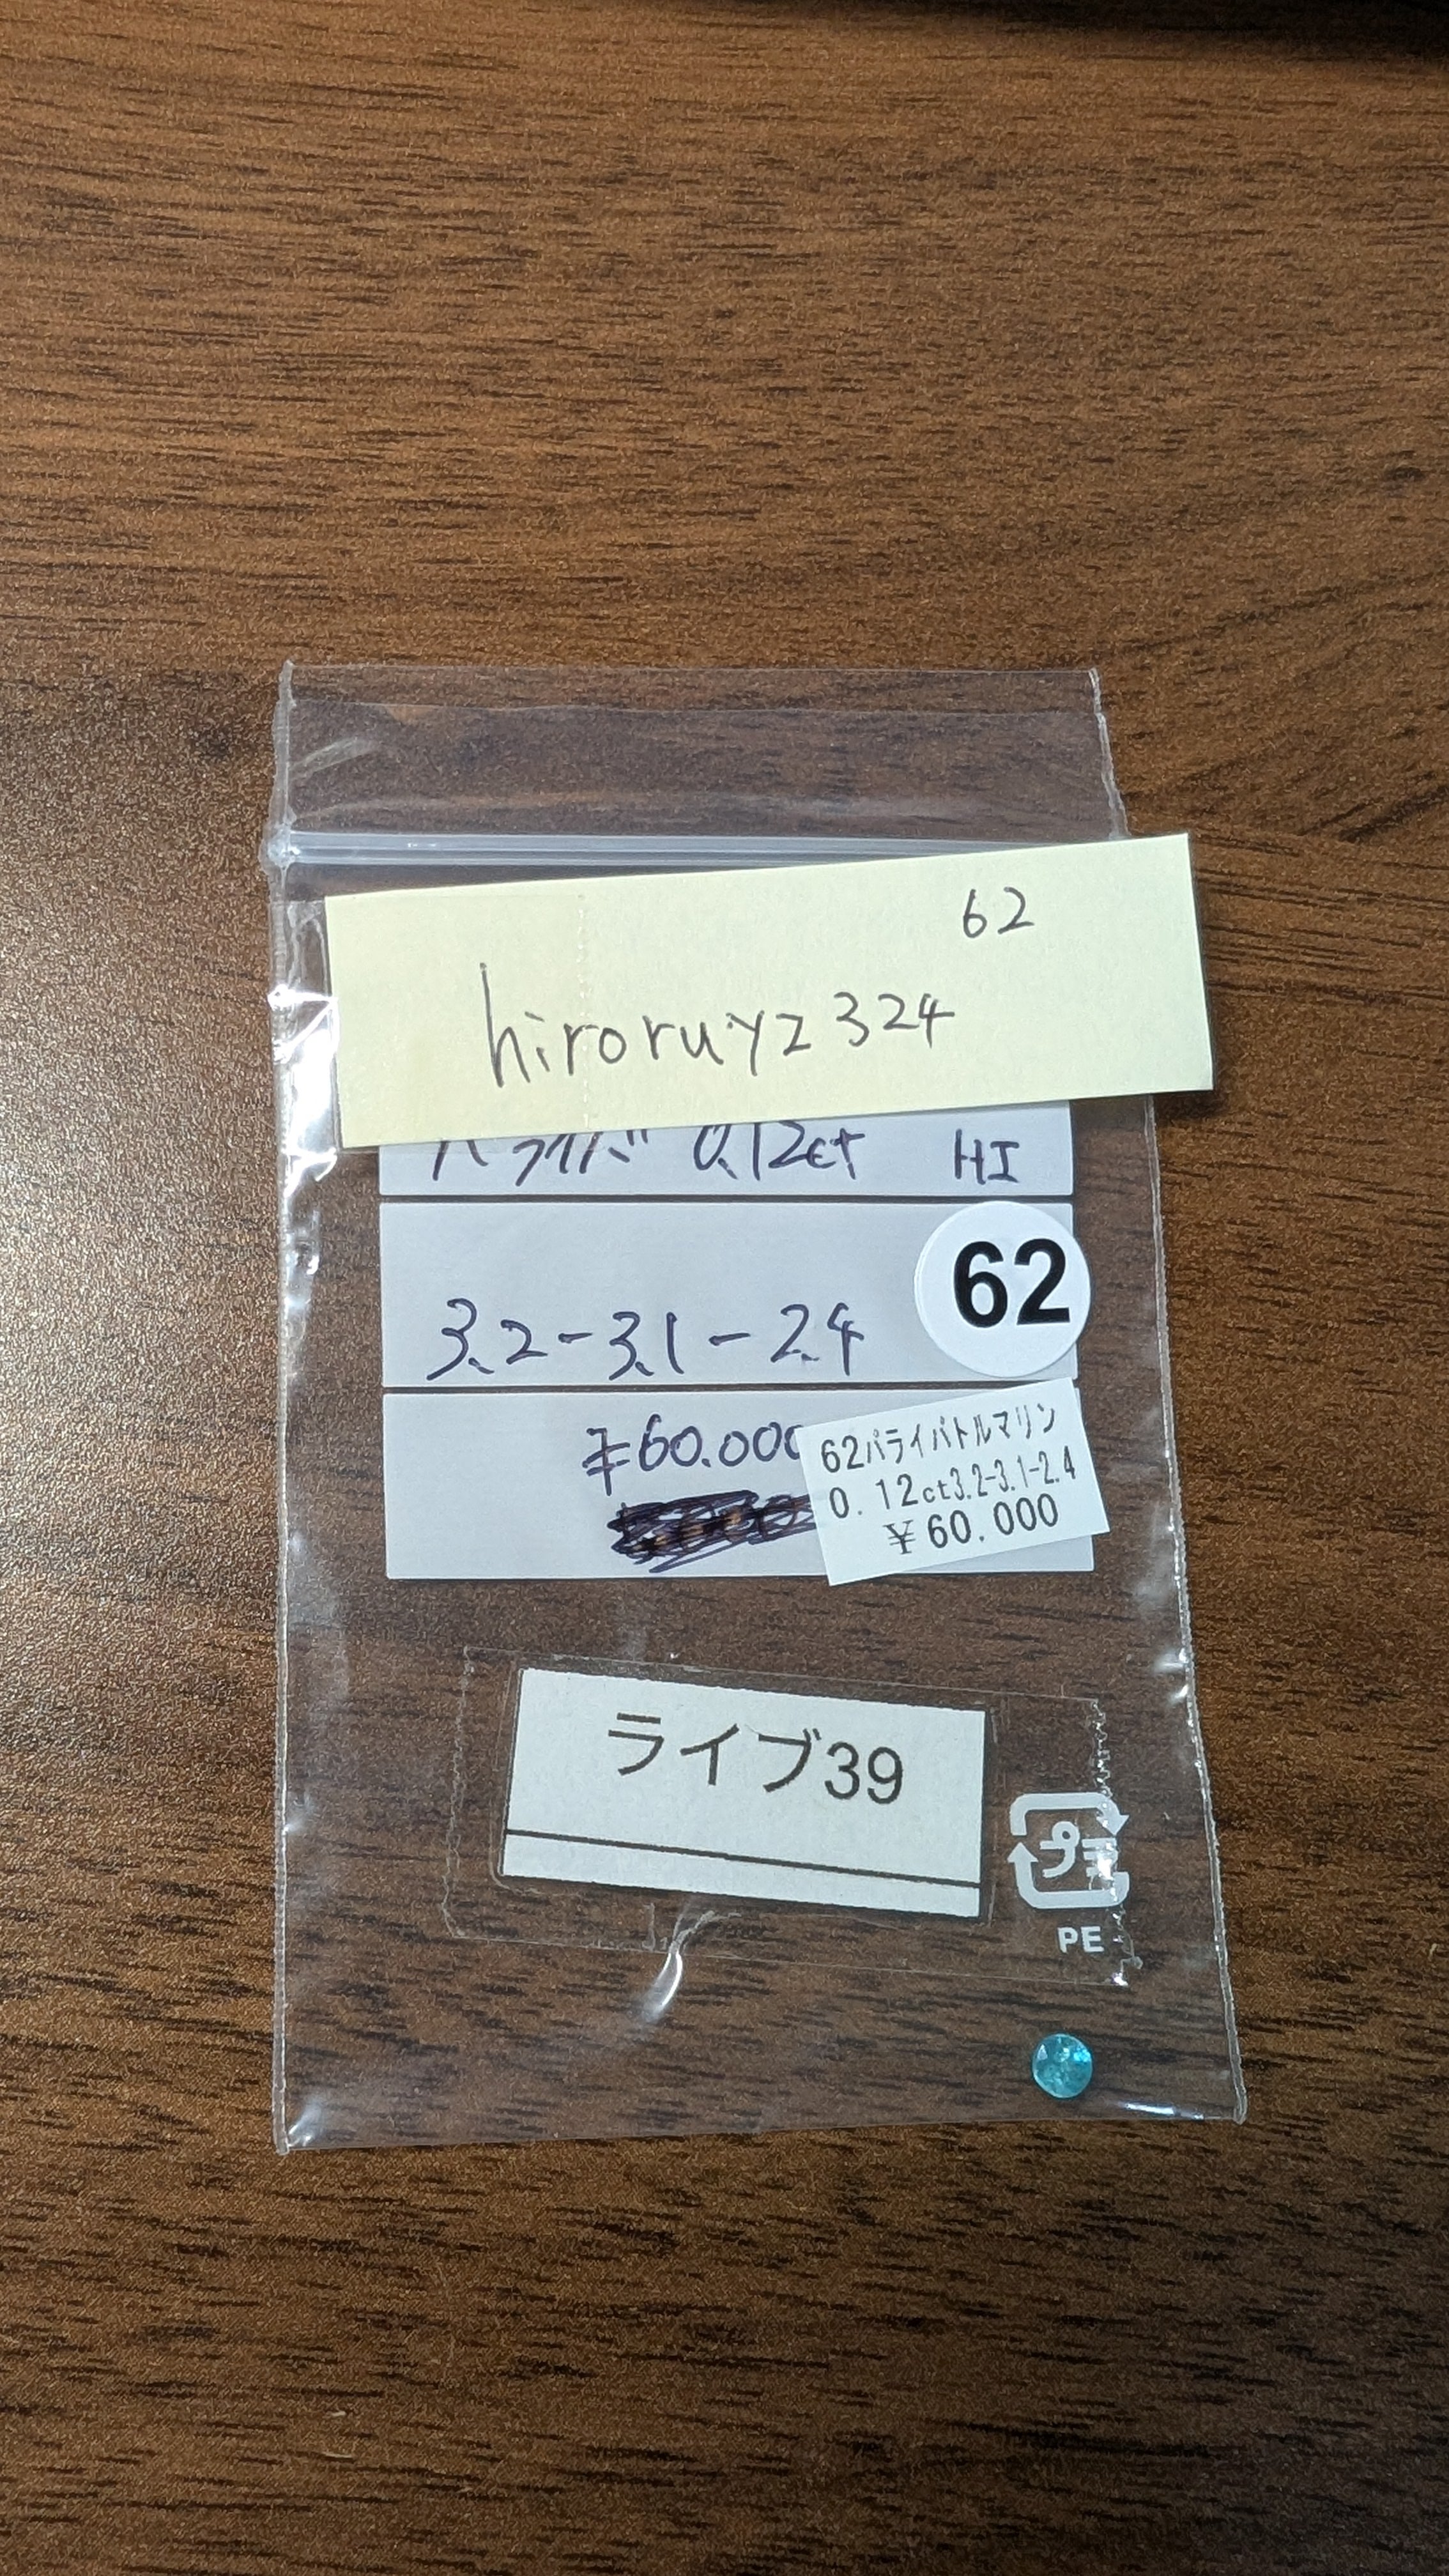 62
hiroruyz324
パライバ 0.12ct HI
62
3.2-3.1-2.4
¥60.000
62パライバトルマリン
0.12ct3.2-3.1-2.4
¥60.000
ライブ39
プラ
PE